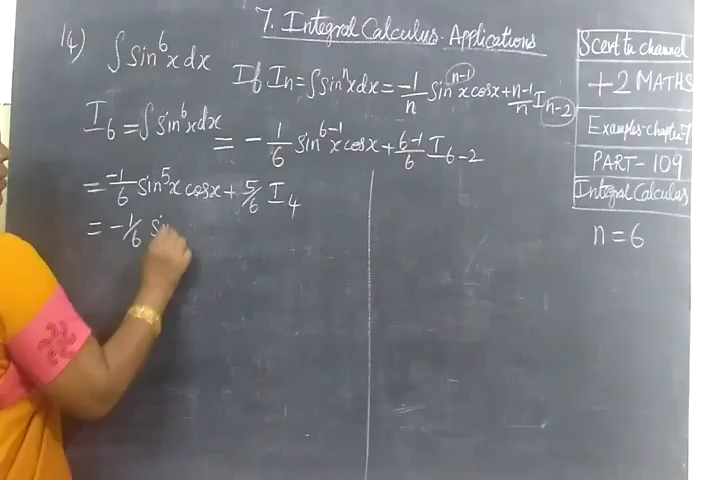 7. Integral Calculus. Applications
14) ∫ sin⁶x dx
If Iₙ = ∫sinⁿx dx = -1/n sinⁿ⁻¹x cosx + n-1/n Iₙ₋₂
I₆ = ∫sin⁶x dx = -1/6 sin⁶⁻¹x cosx + 6-1/6 I₆₋₂
= -1/6 sin⁵x cosx + 5/6 I₄
= -1/6 sin
Scert tn channel
+2 MATHS
Examples-chapter-7
PART-109
Integral Calculus
n=6